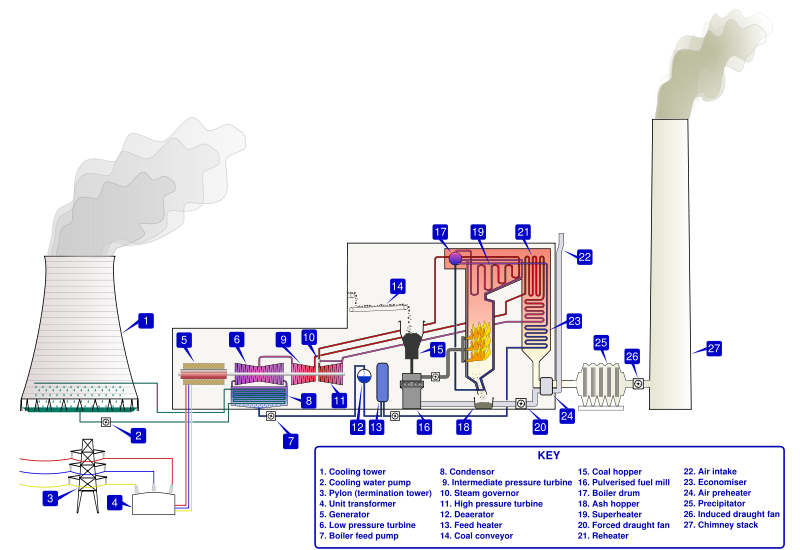 17
19
21
22
14
1
5
6
9
10
15
23
25
26
27
11
8
2
7
12
13
16
18
20
24
3
4
KEY
1. Cooling tower
2. Cooling water pump
3. Pylon (termination tower)
4. Unit transformer
5. Generator
6. Low pressure turbine
7. Boiler feed pump
8. Condensor
9. Intermediate pressure turbine
10. Steam governor
11. High pressure turbine
12. Deaerator
13. Feed heater
14. Coal conveyor
15. Coal hopper
16. Pulverised fuel mill
17. Boiler drum
18. Ash hopper
19. Superheater
20. Forced draught fan
21. Reheater
22. Air intake
23. Economiser
24. Air preheater
25. Precipitator
26. Induced draught fan
27. Chimney stack